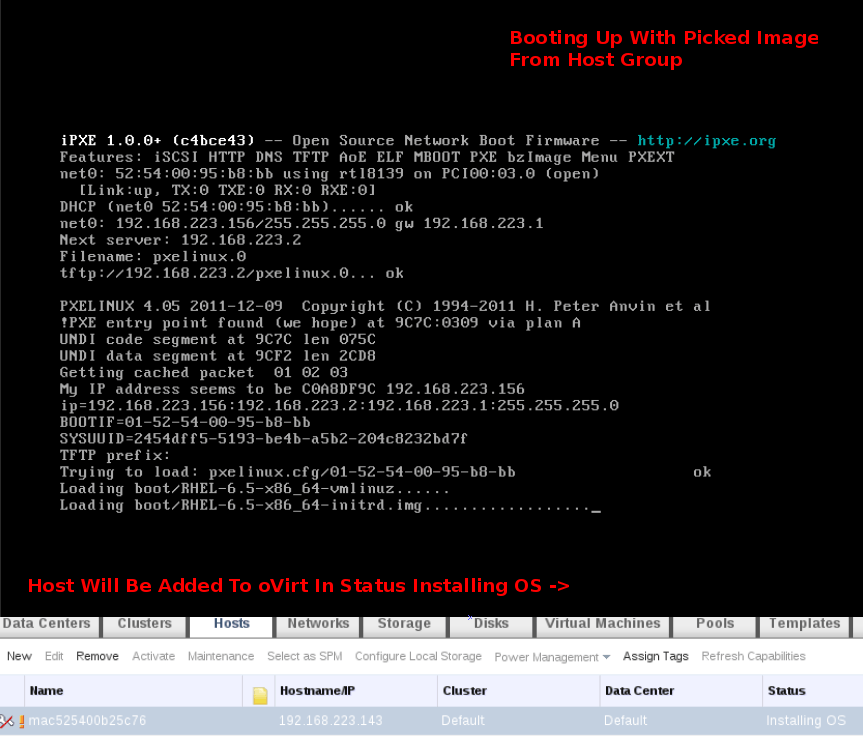 Booting Up With Picked Image
From Host Group
iPXE 1.0.0+ (c4bce43) -- Open Source Network Boot Firmware -- http://ipxe.org
Features: iSCSI HTTP DNS TFTP AoE ELF MBOOT PXE bzImage Menu PXEXT
net0: 52:54:00:95:b8:bb using rtl8139 on PCI00:03.0 (open)
[Link:up, TX:0 TXE:0 RX:0 RXE:0]
DHCP (net0 52:54:00:95:b8:bb)...... ok
net0: 192.168.223.156/255.255.255.0 gw 192.168.223.1
Next server: 192.168.223.2
Filename: pxelinux.0
tftp://192.168.223.2/pxelinux.0... ok
PXELINUX 4.05 2011-12-09  Copyright (C) 1994-2011 H. Peter Anvin et al
!PXE entry point found (we hope) at 9C7C:0309 via plan A
UNDI code segment at 9C7C len 075C
UNDI data segment at 9CF2 len 2CD8
Getting cached packet  01 02 03
My IP address seems to be C0A8DF9C 192.168.223.156
ip=192.168.223.156:192.168.223.2:192.168.223.1:255.255.255.0
BOOTIF=01-52-54-00-95-b8-bb
SYSUUID=2454dff5-5193-be4b-a5b2-204c8232bd7f
TFTP prefix:
Trying to load: pxelinux.cfg/01-52-54-00-95-b8-bb ok
Loading boot/RHEL-6.5-x86_64-vmlinuz......
Loading boot/RHEL-6.5-x86_64-initrd.img.................._
Host Will Be Added To oVirt In Status Installing OS ->
Data Centers Clusters Hosts Networks Storage Disks Virtual Machines Pools Templates
New Edit Remove Activate Maintenance Select as SPM Configure Local Storage Power Management Assign Tags Refresh Capabilities
Name Hostname/IP Cluster Data Center Status
mac525400b25c76 192.168.223.143 Default Default Installing OS